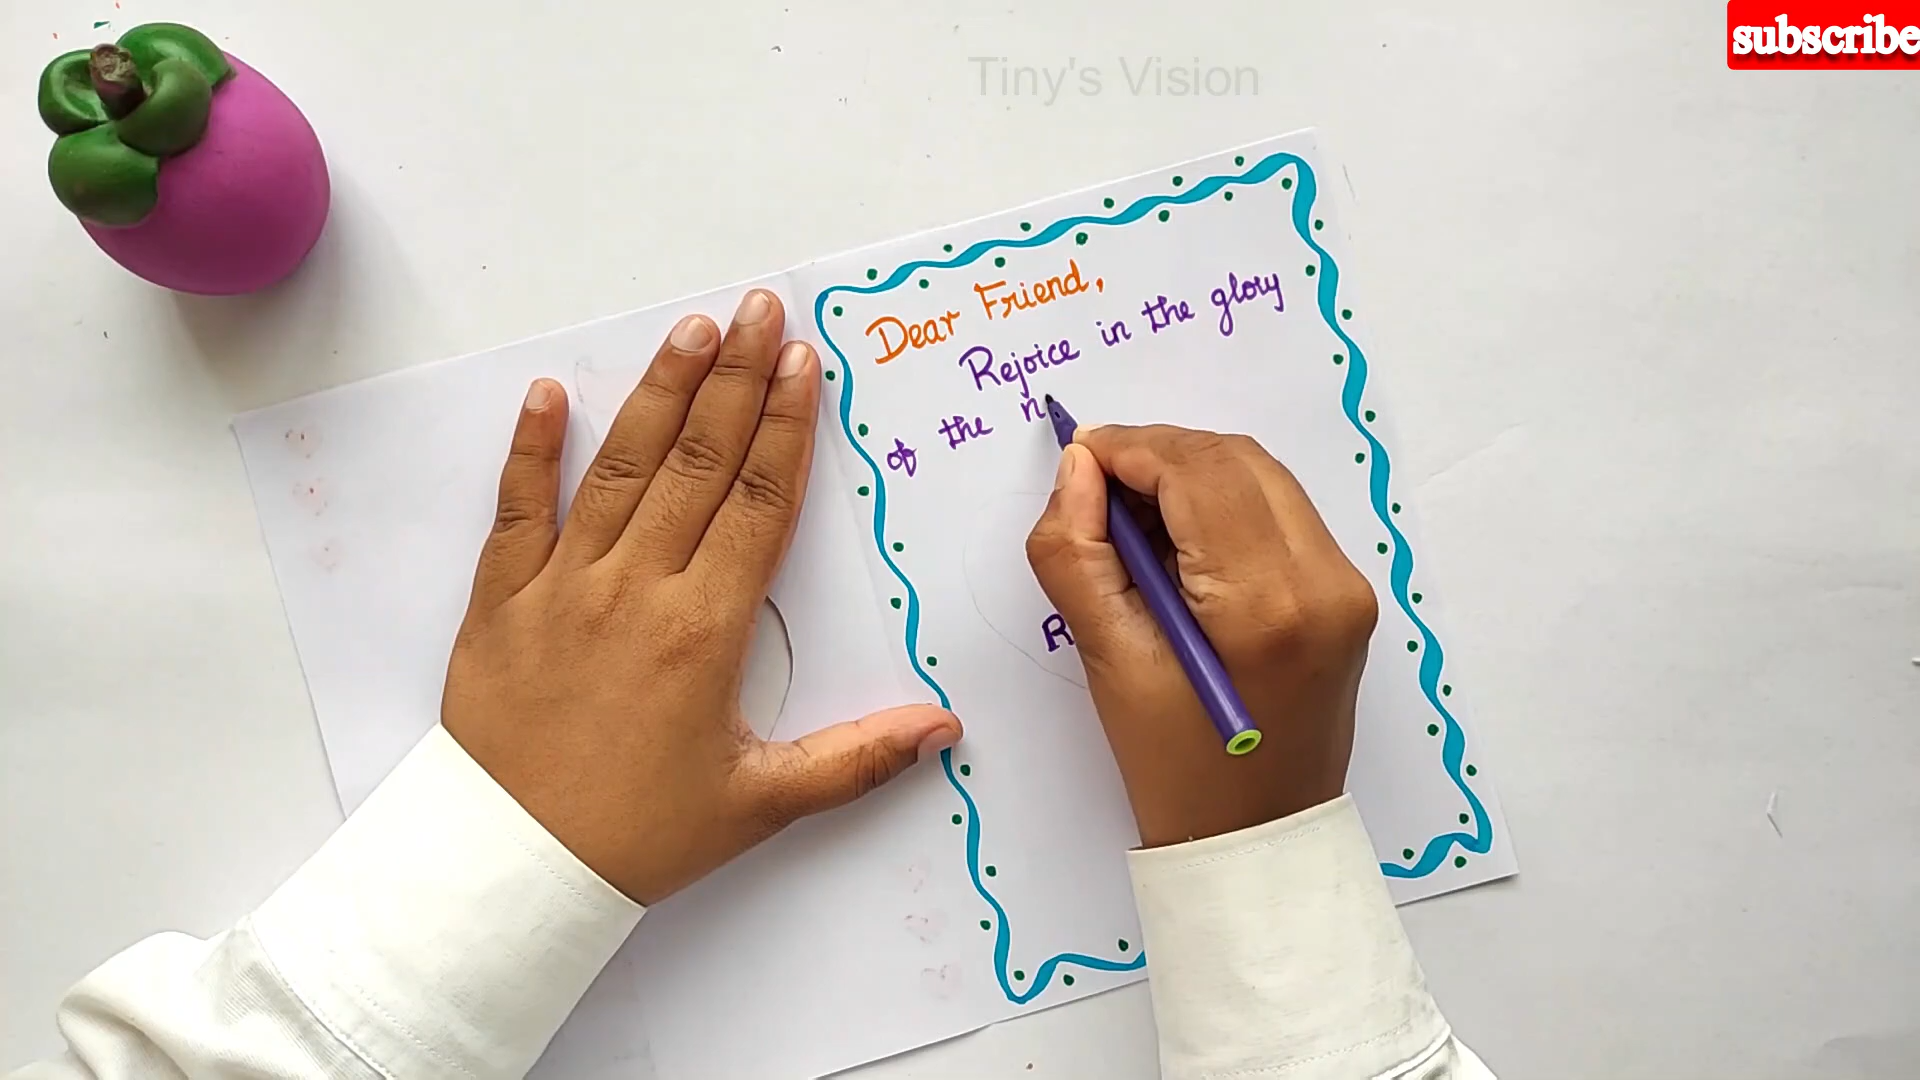 subscribe
Tiny's Vision
Dear Friend,
Rejoice in the glory
of the